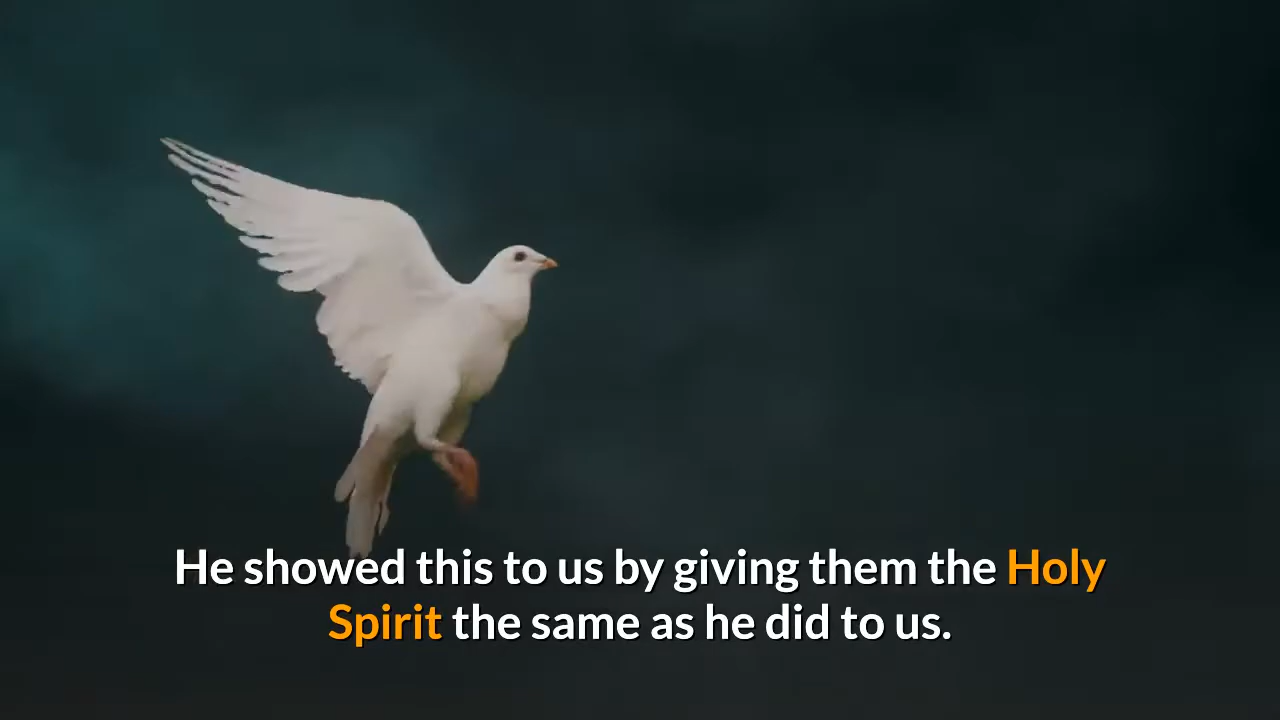 He showed this to us by giving them the Holy
Spirit the same as he did to us.